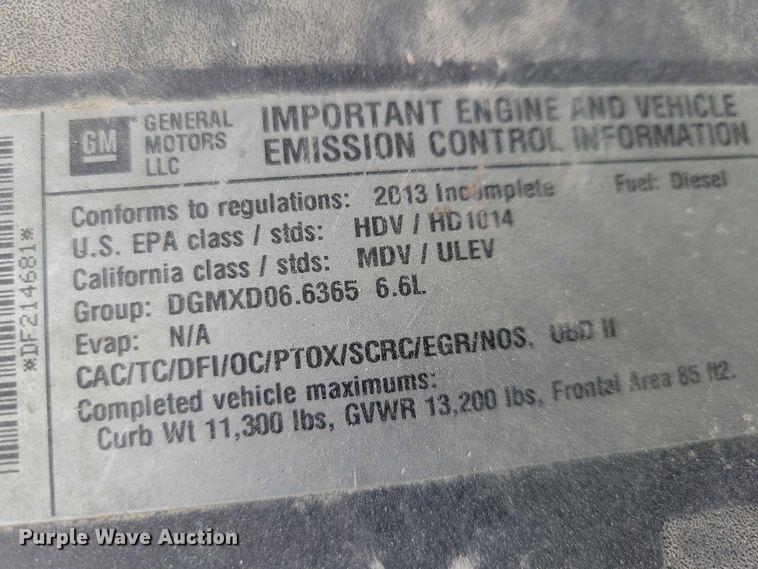 GM
GENERAL MOTORS LLC
IMPORTANT ENGINE AND VEHICLE
EMISSION CONTROL INFORMATION
Conforms to regulations: 2013 Incomplete Fuel: Diesel
U.S. EPA class / stds: HDV / HD1014
California class / stds: MDV / ULEV
Group: DGMXD06.6365 6.6L
Evap: N/A
CAC/TC/DFI/OC/PTOX/SCRC/EGR/NOS, OBD II
Completed vehicle maximums:
Curb Wt 11,300 lbs, GVWR 13,200 lbs, Frontal Area 85 ft2.
*DF214681*
Purple Wave Auction